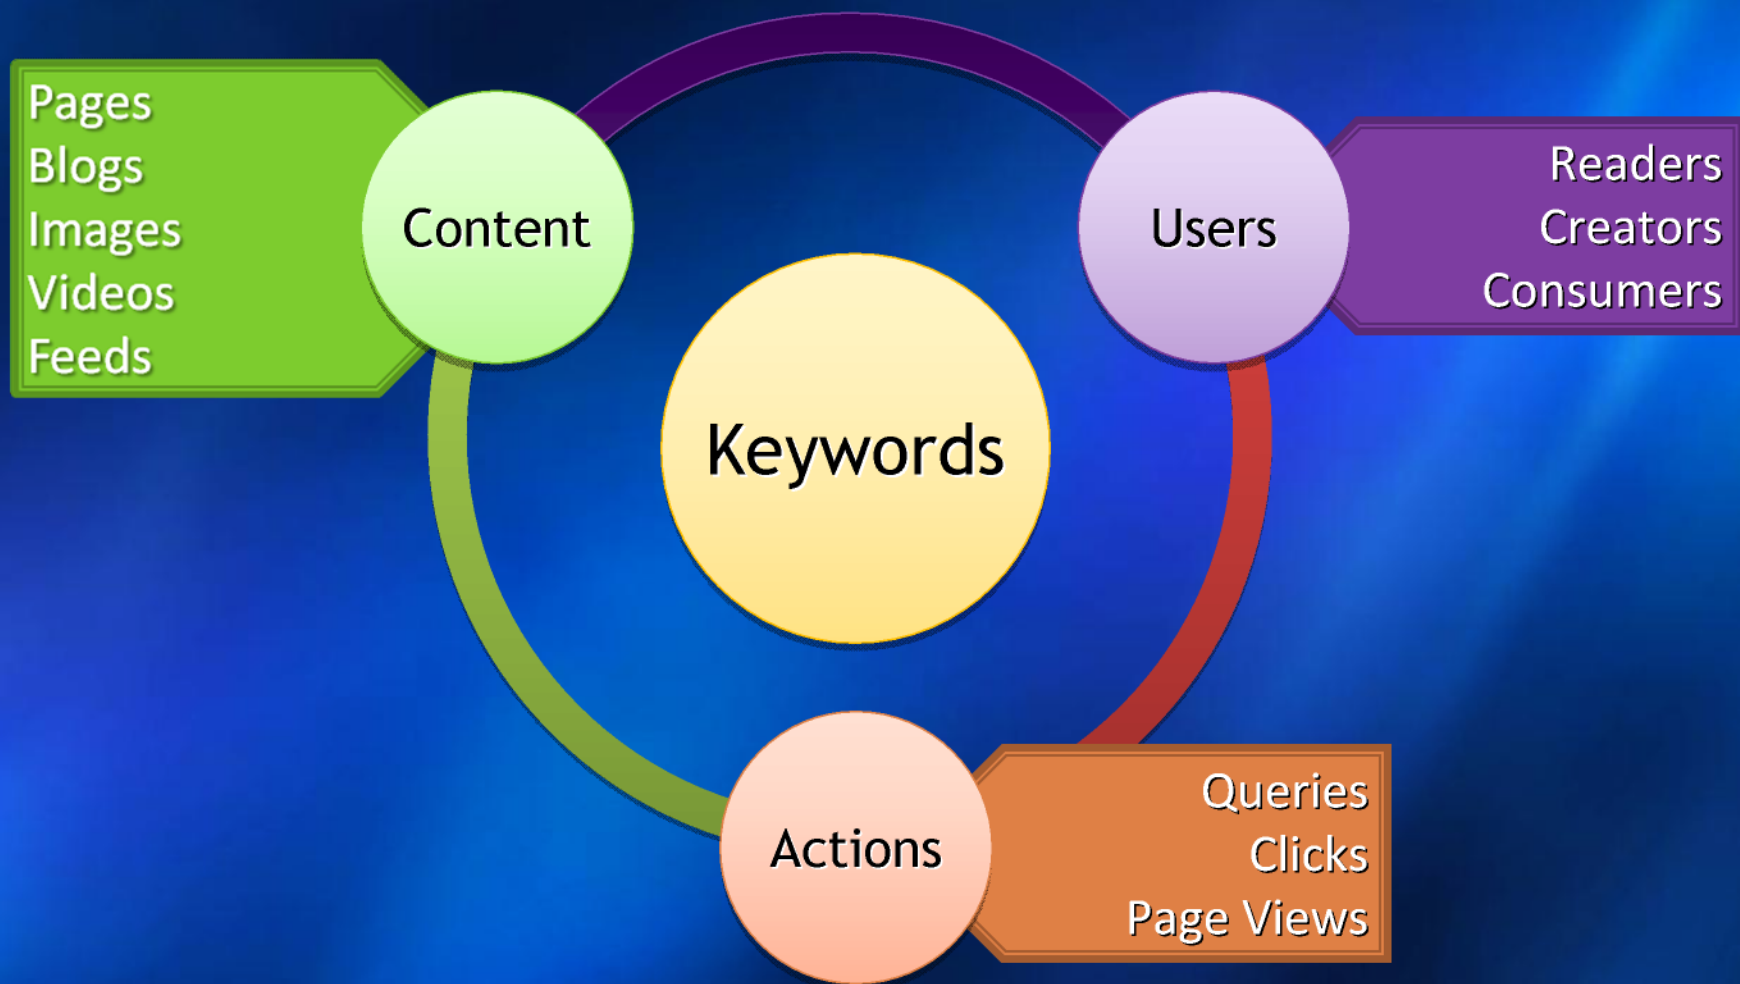 Pages
Blogs
Images
Videos
Feeds
Content
Users
Readers
Creators
Consumers
Keywords
Actions
Queries
Clicks
Page Views